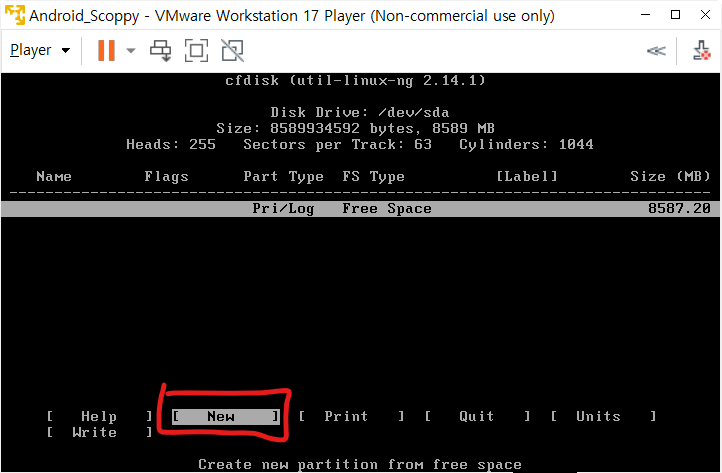 Android_Scoppy - VMware Workstation 17 Player (Non-commercial use only)
Player
cfdisk (util-linux-ng 2.14.1)
Disk Drive: /dev/sda
Size: 8589934592 bytes, 8589 MB
Heads: 255   Sectors per Track: 63   Cylinders: 1044
Name   Flags   Part Type   FS Type   [Label]   Size (MB)
Pri/Log   Free Space   8587.20
[ Help ] [ New ] [ Print ] [ Quit ] [ Units ]
[ Write ]
Create new partition from free space